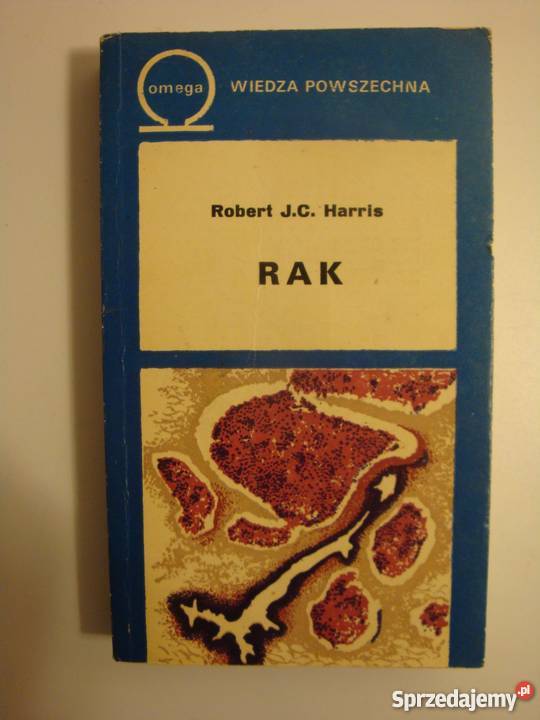 omega
WIEDZA POWSZECHNA
Robert J.C. Harris
RAK
Sprzedajemy.pl